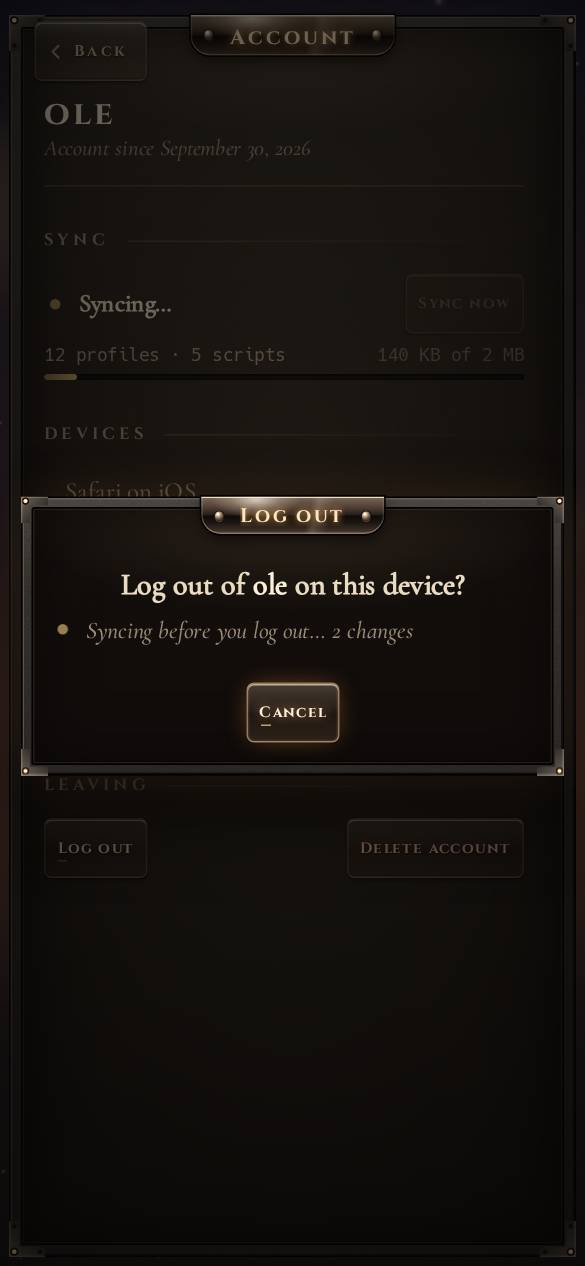 Account
Back
OLE
Account since September 30, 2026
SYNC
Syncing...
Sync now
12 profiles · 5 scripts
140 KB of 2 MB
DEVICES
Safari on iOS
Log out
Log out of ole on this device?
Syncing before you log out... 2 changes
Cancel
LEAVING
Log out
Delete account